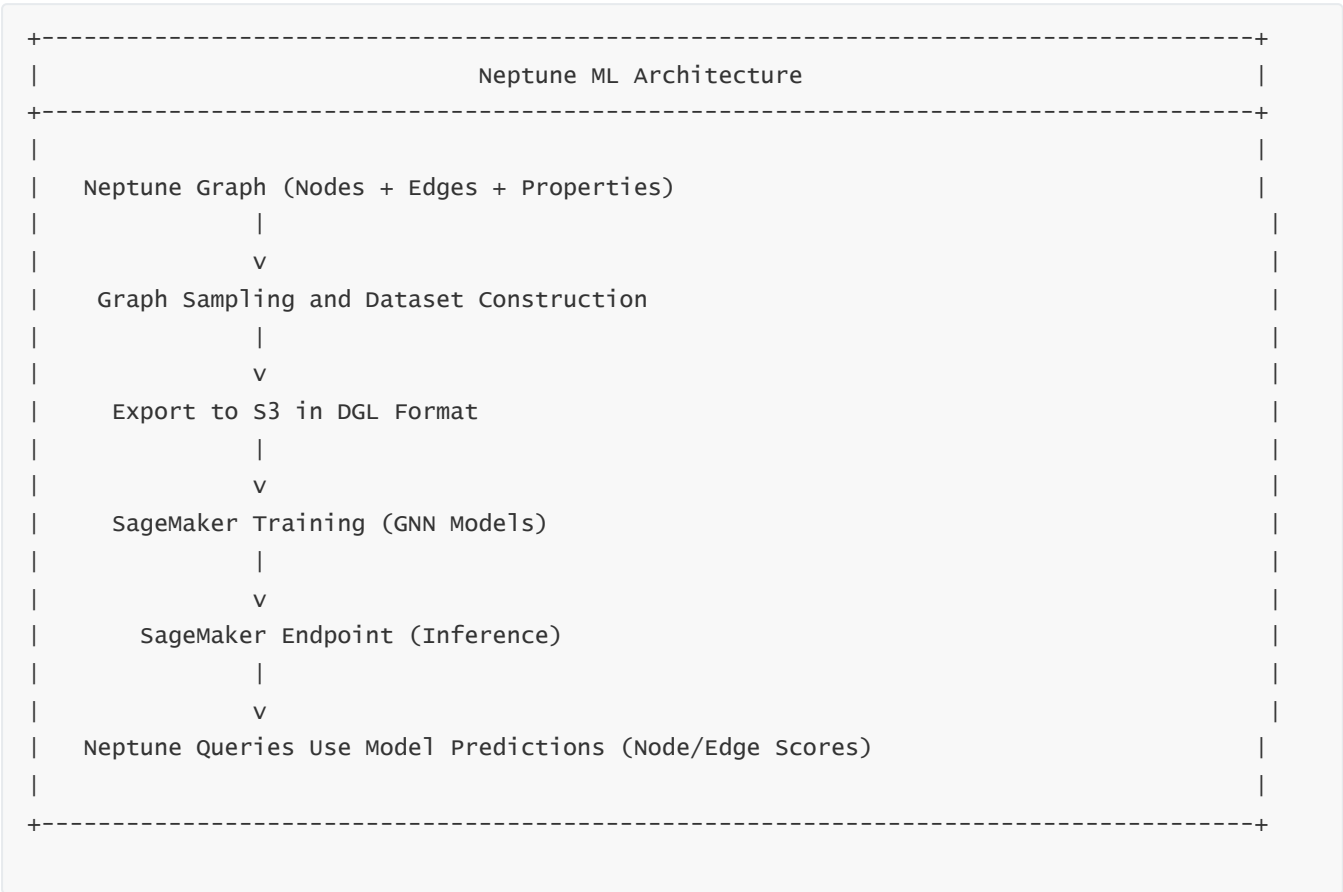 +--------------------------------------------------------------------------------------+
|                               Neptune ML Architecture                                |
+--------------------------------------------------------------------------------------+
|                                                                                      |
|   Neptune Graph (Nodes + Edges + Properties)                                         |
|               |                                                                       |
|               v                                                                       |
|    Graph Sampling and Dataset Construction                                            |
|               |                                                                       |
|               v                                                                       |
|     Export to S3 in DGL Format                                                        |
|               |                                                                       |
|               v                                                                       |
|     SageMaker Training (GNN Models)                                                   |
|               |                                                                       |
|               v                                                                       |
|       SageMaker Endpoint (Inference)                                                  |
|               |                                                                       |
|               v                                                                       |
|   Neptune Queries Use Model Predictions (Node/Edge Scores)                           |
|                                                                                      |
+--------------------------------------------------------------------------------------+